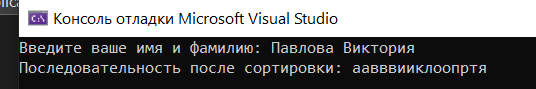 Консоль отладки Microsoft Visual Studio
Введите ваше имя и фамилию: Павлова Виктория
Последовательность после сортировки: аавввииклоопртя